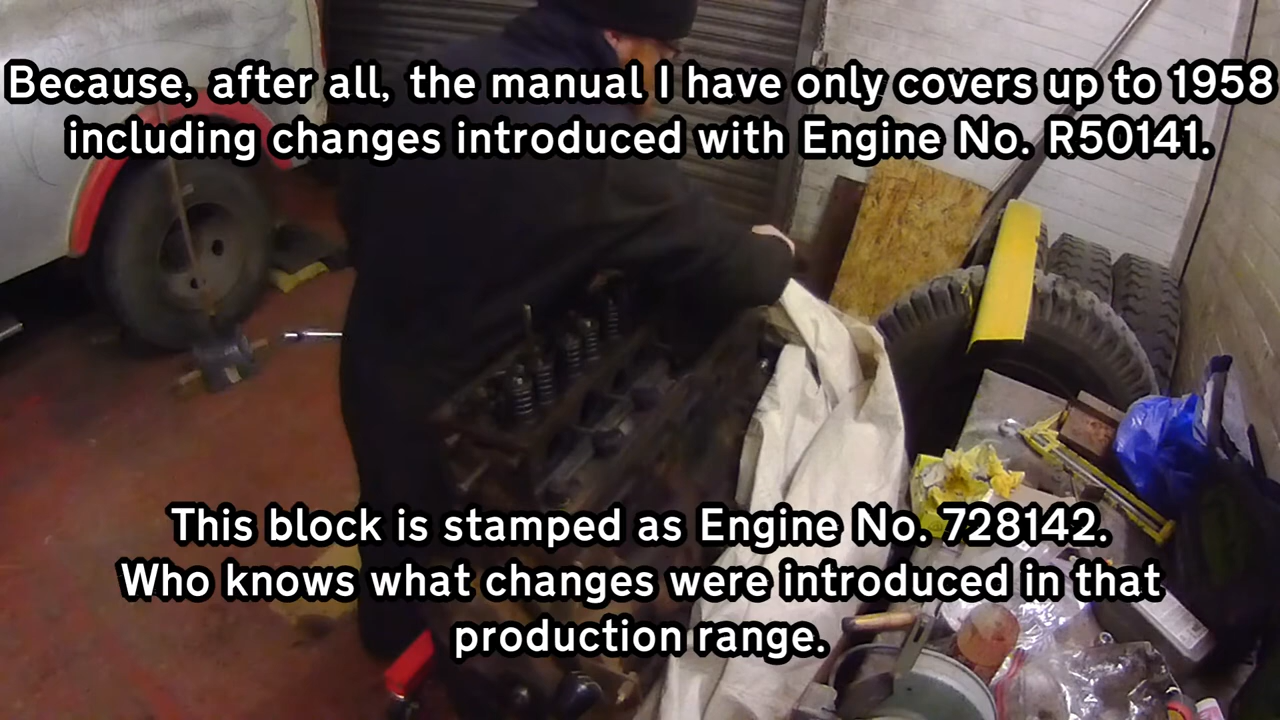 Because, after all, the manual I have only covers up to 1958
including changes introduced with Engine No. R50141.
This block is stamped as Engine No. 728142.
Who knows what changes were introduced in that
production range.